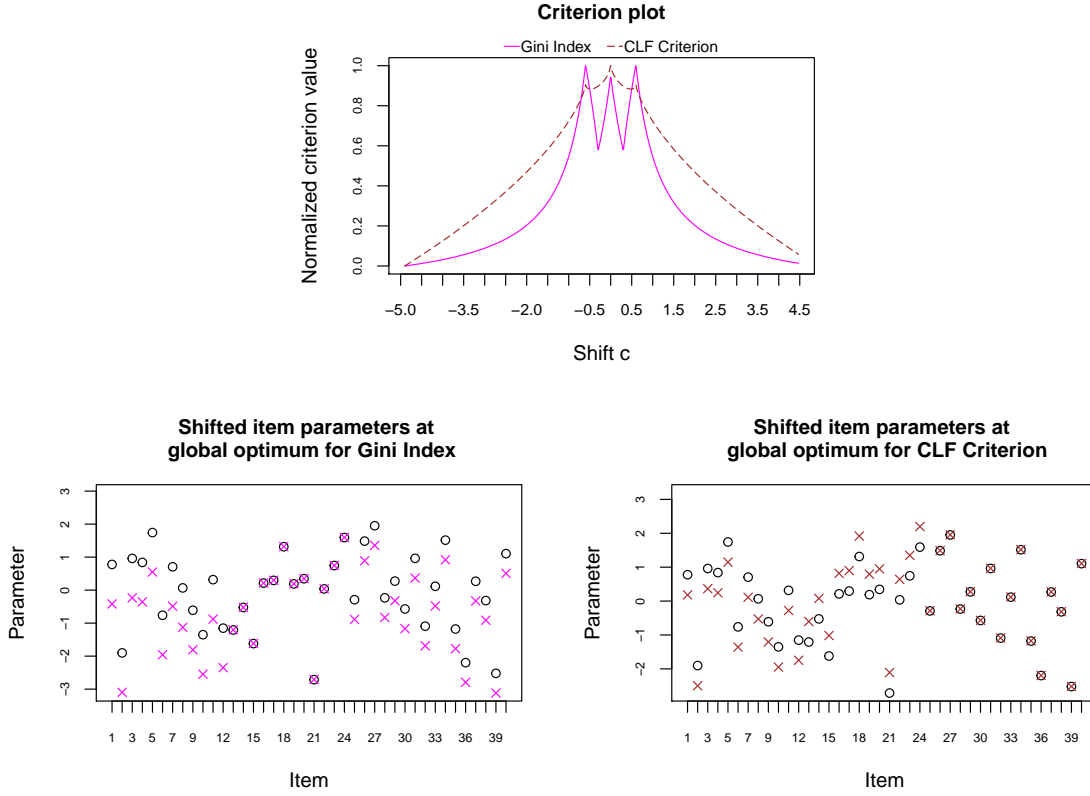 Criterion plot
Gini Index
CLF Criterion
Normalized criterion value
1.0
0.8
0.6
0.4
0.2
0.0
−5.0 −3.5 −2.0 −0.5 0.5 1.5 2.5 3.5 4.5
Shift c
Shifted item parameters at
global optimum for Gini Index
Parameter
3
2
1
0
−1
−2
−3
1 3 5 7 9 12 15 18 21 24 27 30 33 36 39
Item
Shifted item parameters at
global optimum for CLF Criterion
Parameter
3
2
1
0
−1
−2
1 3 5 7 9 12 15 18 21 24 27 30 33 36 39
Item